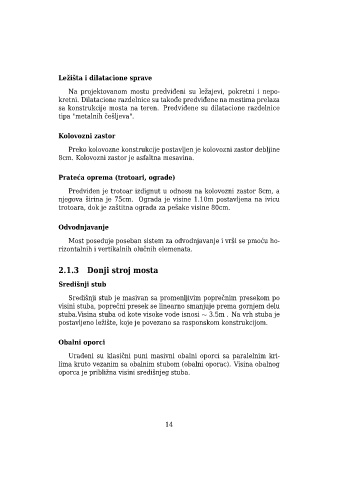 Ležišta i dilatacione sprave
Na projektovanom mostu predviđeni su ležajevi, pokretni i nepo-
kretni. Dilatacione razdelnice su takođe predviđene na mestima prelaza
sa konstrukcije mosta na teren. Predviđene su dilatacione razdelnice
tipa "metalnih češljeva".
Kolovozni zastor
Preko kolovozne konstrukcije postavljen je kolovozni zastor debljine
8cm. Kolovozni zastor je asfaltna mesavina.
Prateća oprema (trotoari, ograde)
Predviđen je trotoar izdignut u odnosu na kolovozni zastor 8cm, a
njegova širina je 75cm. Ograda je visine 1.10m postavljena na ivicu
trotoara, dok je zaštitna ograda za pešake visine 80cm.
Odvodnjavanje
Most poseduje poseban sistem za odvodnjavanje i vrši se pmoću ho-
rizontalnih i vertikalnih olučnih elemenata.
2.1.3 Donji stroj mosta
Središnji stub
Središnji stub je masivan sa promenljivim poprečnim presekom po
visini stuba, poprečni presek se linearno smanjuje prema gornjem delu
stuba.Visina stuba od kote visoke vode isnosi ~ 3.5m . Na vrh stuba je
postavljeno ležište, koje je povezano sa rasponskom konstrukcijom.
Obalni oporci
Urađeni su klasični puni masivni obalni oporci sa paralelnim kri-
lima kruto vezanim sa obalnim stubom (obalni oporac). Visina obalnog
oporca je približna visini središnjeg stuba.
14